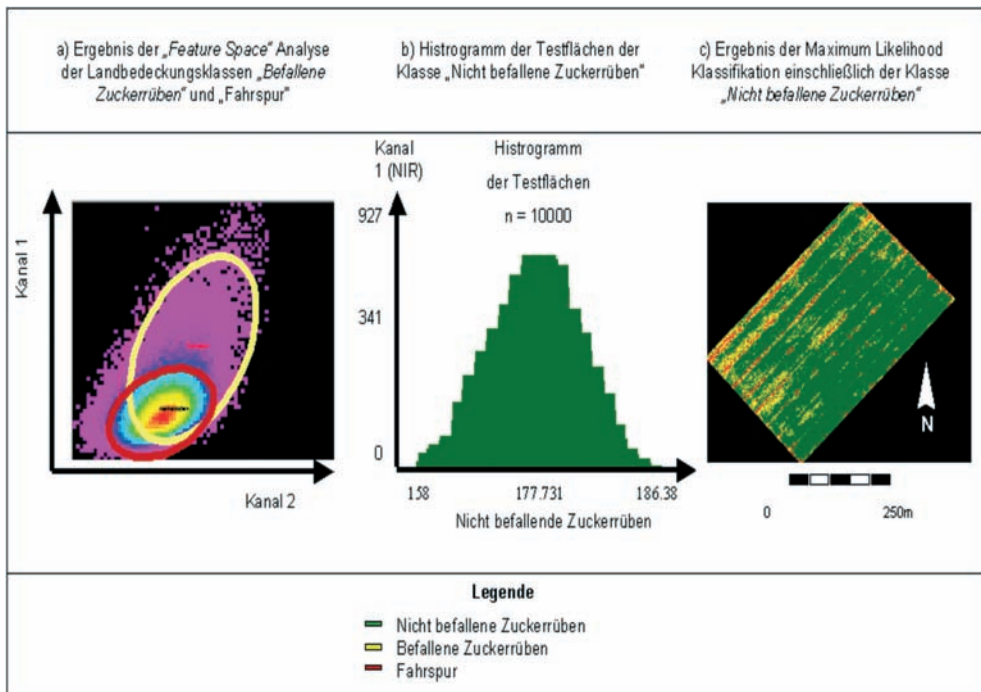 a) Ergebnis der „Feature Space“ Analyse
der Landbedeckungsklassen „Befallene
Zuckerrüben“ und „Fahrspur“
b) Histrogramm der Testflächen der
Klasse „Nicht befallene Zuckerrüben“
c) Ergebnis der Maximum Likelihood
Klassifikation einschließlich der Klasse
„Nicht befallene Zuckerrüben“
Kanal 1
Kanal 2
Kanal
1 (NIR)
Histrogramm
der Testflächen
n = 10000
927
341
0
158
177.731
186.38
Nicht befallende Zuckerrüben
N
0
250m
Legende
Nicht befallene Zuckerrüben
Befallene Zuckerrüben
Fahrspur